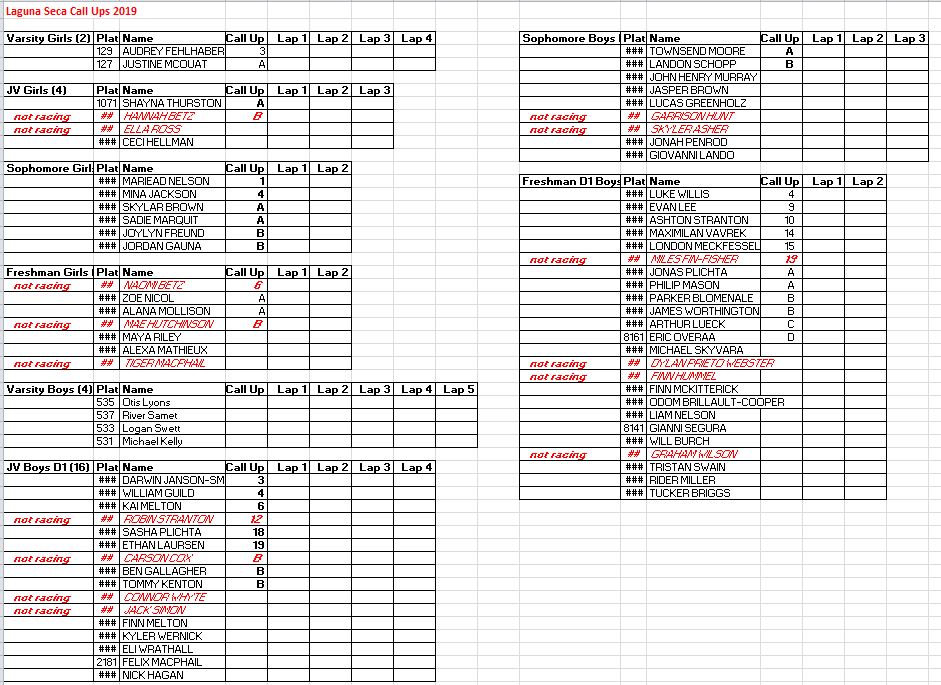 Laguna Seca Call Ups 2019
Varsity Girls (2) Plat Name Call Up Lap 1 Lap 2 Lap 3 Lap 4
129 AUDREY FEHLHABER 3
127 JUSTINE MCQUAT A
JV Girls (4) Plat Name Call Up Lap 1 Lap 2 Lap 3
1071 SHAYNA THURSTON A
not racing ## HANNAH BETZ B
not racing ## ELLA ROSS
### CECI HELLMAN
Sophomore Girl Plat Name Call Up Lap 1 Lap 2
### MARIEAD NELSON 1
### MINA JACKSON 4
### SKYLAR BROWN A
### SADIE MARQUIT A
### JOYLYN FREUND B
### JORDAN GAUNA B
Freshman Girls ( Plat Name Call Up Lap 1 Lap 2
not racing ## NAOMI BETZ 6
### ZOE NICOL A
### ALANA MOLLISON A
not racing ## MAE HUTCHINSON B
### MAYA RILEY
### ALEXA MATHIEUX
not racing ## TIGER MACPHAIL
Varsity Boys (4) Plat Name Call Up Lap 1 Lap 2 Lap 3 Lap 4 Lap 5
535 Otis Lyons
537 River Samet
533 Logan Swett
531 Michael Kelly
JV Boys D1 (16) Plat Name Call Up Lap 1 Lap 2 Lap 3 Lap 4
### DARWIN JANSON-SM 3
### WILLIAM GUILD 4
### KAI MELTON 6
not racing ## ROBIN STRANTON 12
### SASHA PLICHTA 18
### ETHAN LAURSEN 19
not racing ## CARSON COX B
### BEN GALLAGHER B
### TOMMY KENTON B
not racing ## CONNOR WHYTE
not racing ## JACK SIMON
### FINN MELTON
### KYLER WERNICK
### ELI WRATHALL
2181 FELIX MACPHAIL
### NICK HAGAN
Sophomore Boys ( Plat Name Call Up Lap 1 Lap 2 Lap 3
### TOWNSEND MOORE A
### LANDON SCHOPP B
### JOHN HENRY MURRAY
### JASPER BROWN
### LUCAS GREENHOLZ
not racing ## GARRISON HUNT
not racing ## SKYLER ASHER
### JONAH PENROD
### GIOVANNI LANDO
Freshman D1 Boys Plat Name Call Up Lap 1 Lap 2
### LUKE WILLIS 4
### EVAN LEE 9
### ASHTON STRANTON 10
### MAXIMILAN VAVREK 14
### LONDON MECKFESSEL 15
not racing ## MILES FIN-FISHER 19
### JONAS PLICHTA A
### PHILIP MASON A
### PARKER BLOMENALE B
### JAMES WORTHINGTON B
### ARTHUR LUECK C
8161 ERIC OVERAA D
### MICHAEL SKYVARA
not racing ## DYLAN PRIETO WEBSTER
not racing ## FINN HUMMEL
### FINN MCKITTERICK
### ODOM BRILLAULT-COOPER
### LIAM NELSON
8141 GIANNI SEGURA
### WILL BURCH
not racing ## GRAHAM WILSON
### TRISTAN SWAIN
### RIDER MILLER
### TUCKER BRIGGS